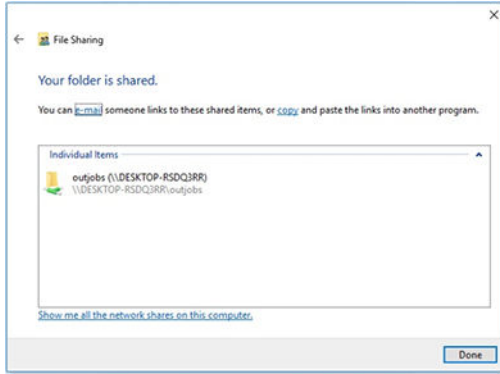 File Sharing
Your folder is shared.
You can e-mail someone links to these shared items, or copy and paste the links into another program.
Individual Items
outjobs (\\DESKTOP-RSDQ3RR)
\\DESKTOP-RSDQ3RR\outjobs
Show me all the network shares on this computer.
Done